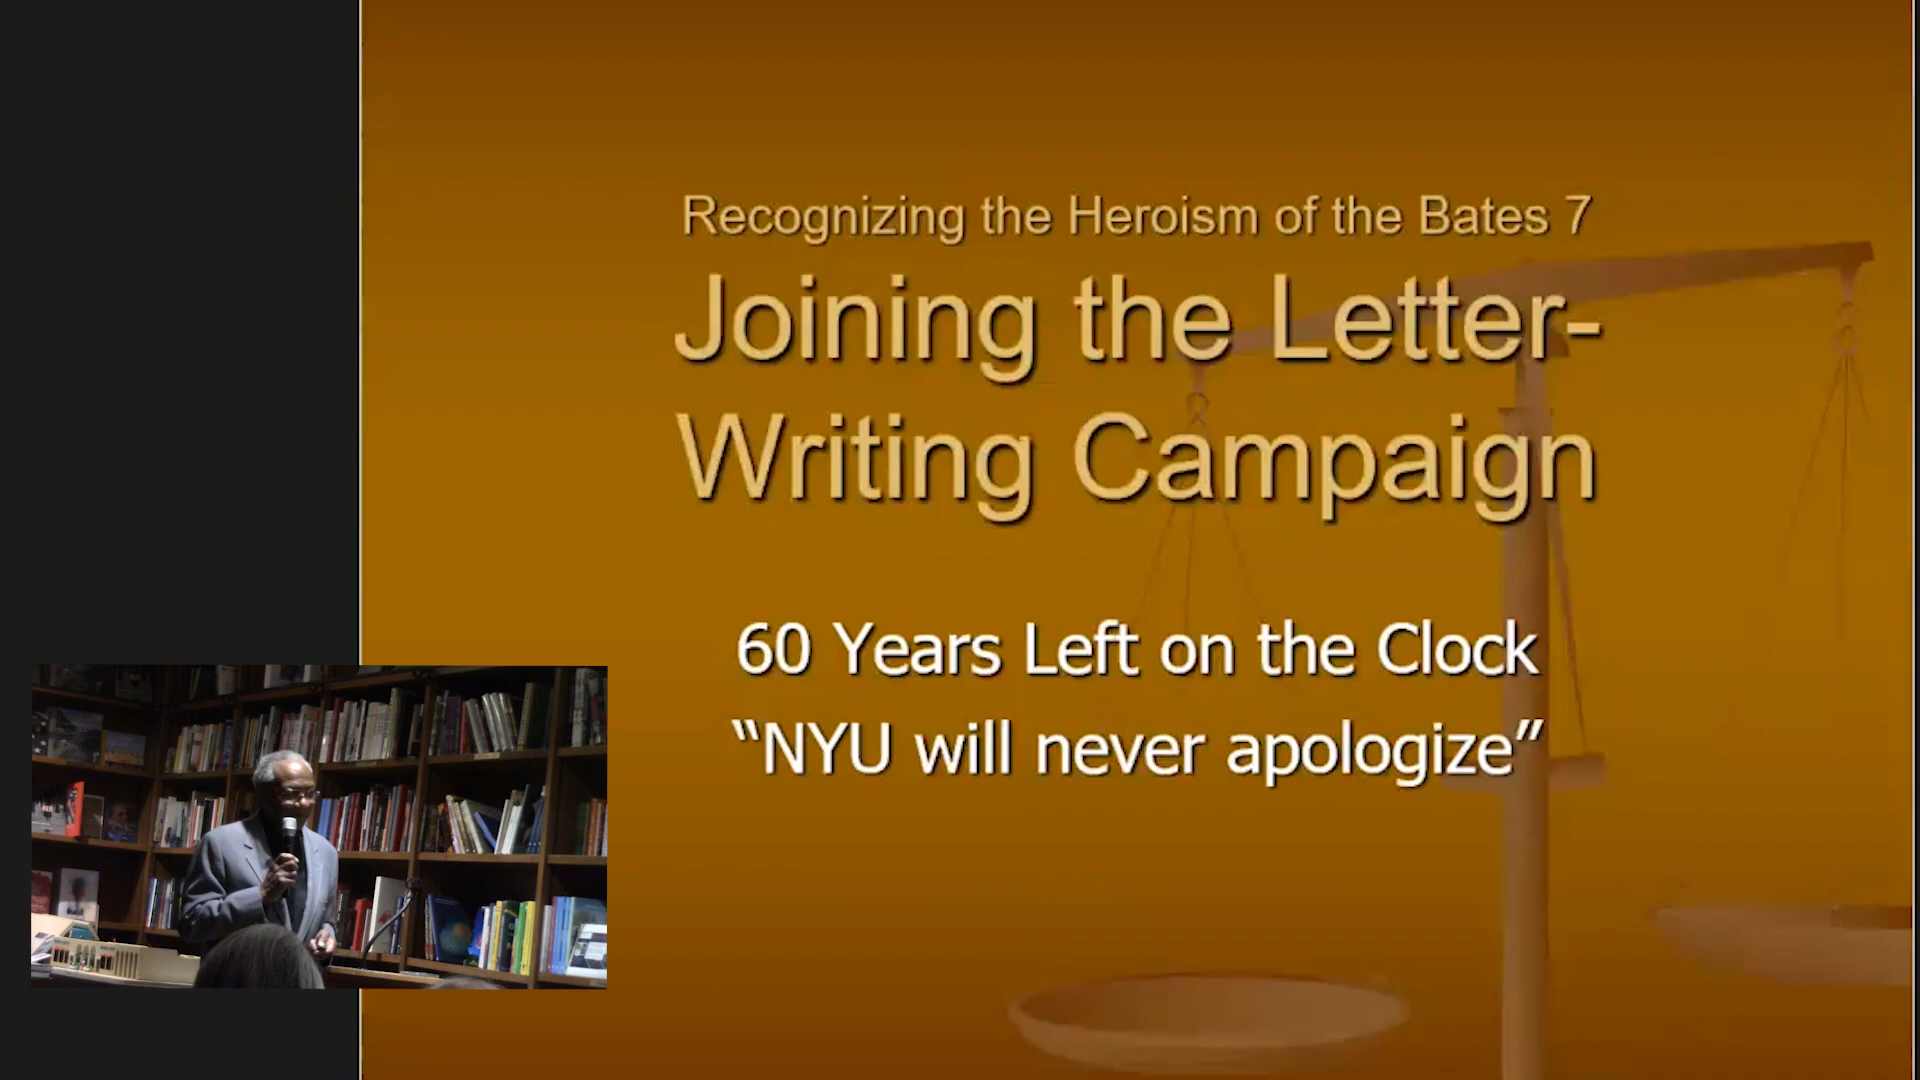 Recognizing the Heroism of the Bates 7
Joining the Letter-
Writing Campaign
60 Years Left on the Clock
“NYU will never apologize”